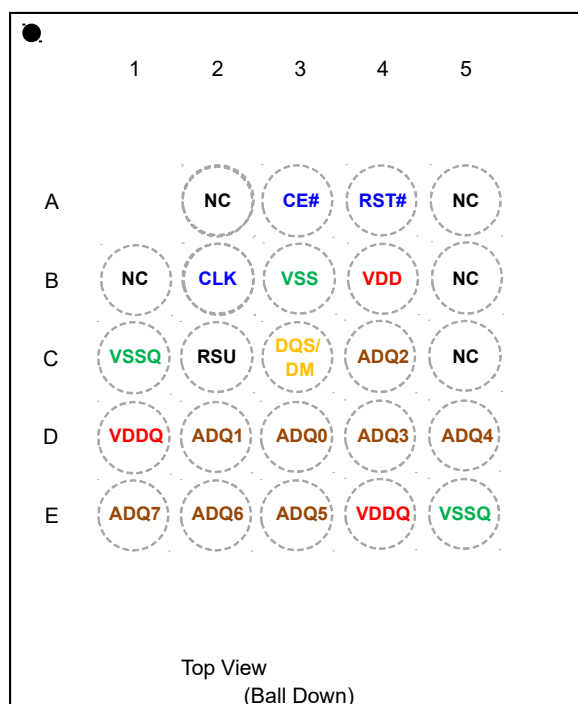 1 2 3 4 5
A NC CE# RST# NC
B NC CLK VSS VDD NC
C VSSQ RSU DQS/
DM ADQ2 NC
D VDDQ ADQ1 ADQ0 ADQ3 ADQ4
E ADQ7 ADQ6 ADQ5 VDDQ VSSQ
Top View
(Ball Down)